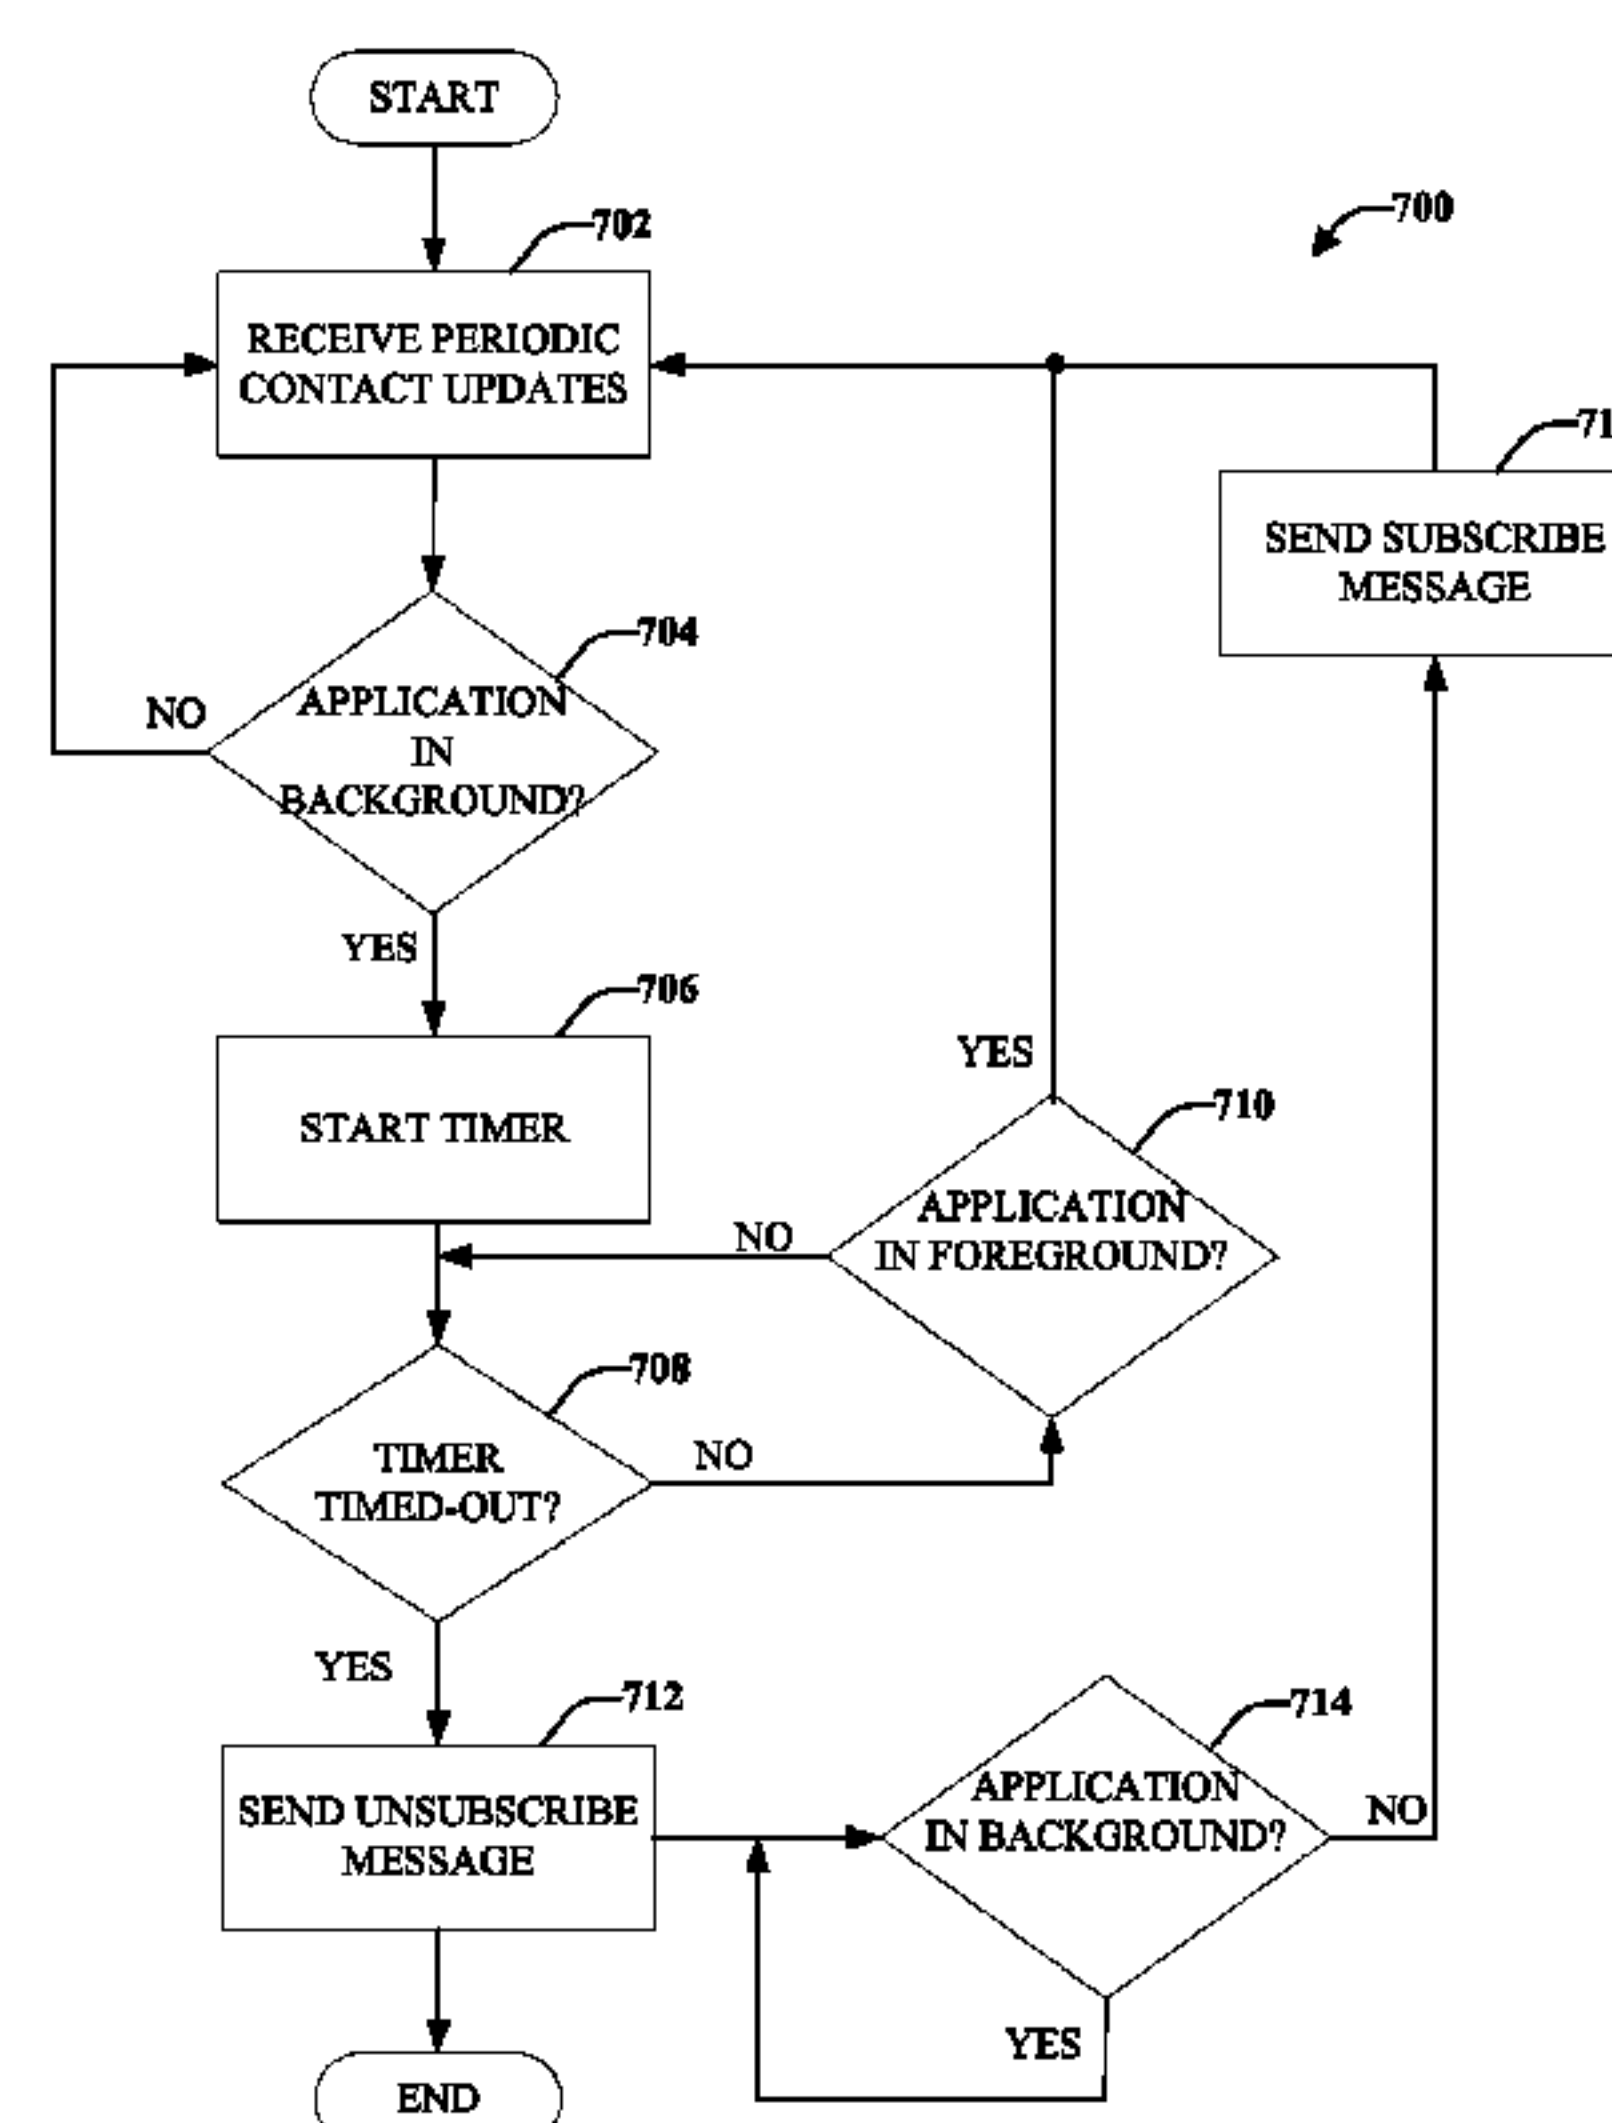 START
702
700
RECEIVE PERIODIC
CONTACT UPDATES
SEND SUBSCRIBE
MESSAGE
704
NO
APPLICATION
IN
BACKGROUND?
YES
706
START TIMER
YES
710
APPLICATION
IN FOREGROUND?
NO
708
TIMER
TIMED-OUT?
NO
YES
712
714
SEND UNSUBSCRIBE
MESSAGE
APPLICATION
IN BACKGROUND?
NO
YES
END